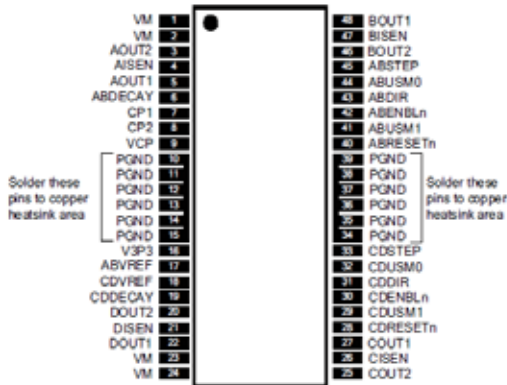 VM 1
VM 2
AOUT2 3
AISEN 4
AOUT1 5
ABDECAY 6
CP1 7
CP2 8
VCP 9
PGND 10
PGND 11
PGND 12
PGND 13
PGND 14
PGND 15
Solder these
pins to copper
heatsink area
V3P3 16
ABVREF 17
CDVREF 18
CDDECAY 19
DOUT2 20
DISEN 21
DOUT1 22
VM 23
VM 24
48 BOUT1
47 BISEN
46 BOUT2
45 ABSTEP
44 ABUSM0
43 ABDIR
42 ABENBLn
41 ABUSM1
40 ABRESETn
39 PGND
38 PGND
37 PGND
36 PGND
35 PGND
34 PGND
Solder these
pins to copper
heatsink area
33 CDSTEP
32 CDUSM0
31 CDDIR
30 CDENBLn
29 CDUSM1
28 CDRESETn
27 COUT1
26 CISEN
25 COUT2